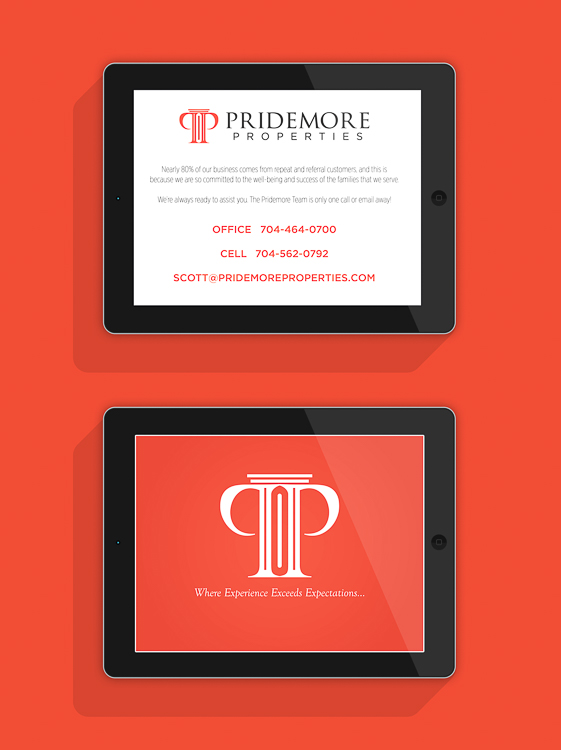 PRIDEMORE
PROPERTIES
Nearly 80% of our business comes from repeat and referral customers, and this is
because we are so committed to the well-being and success of the families that we serve.
We're always ready to assist you. The Pridemore Team is only one call or email away!
OFFICE 704-464-0700
CELL 704-562-0792
SCOTT@PRIDEMOREPROPERTIES.COM
Where Experience Exceeds Expectations...